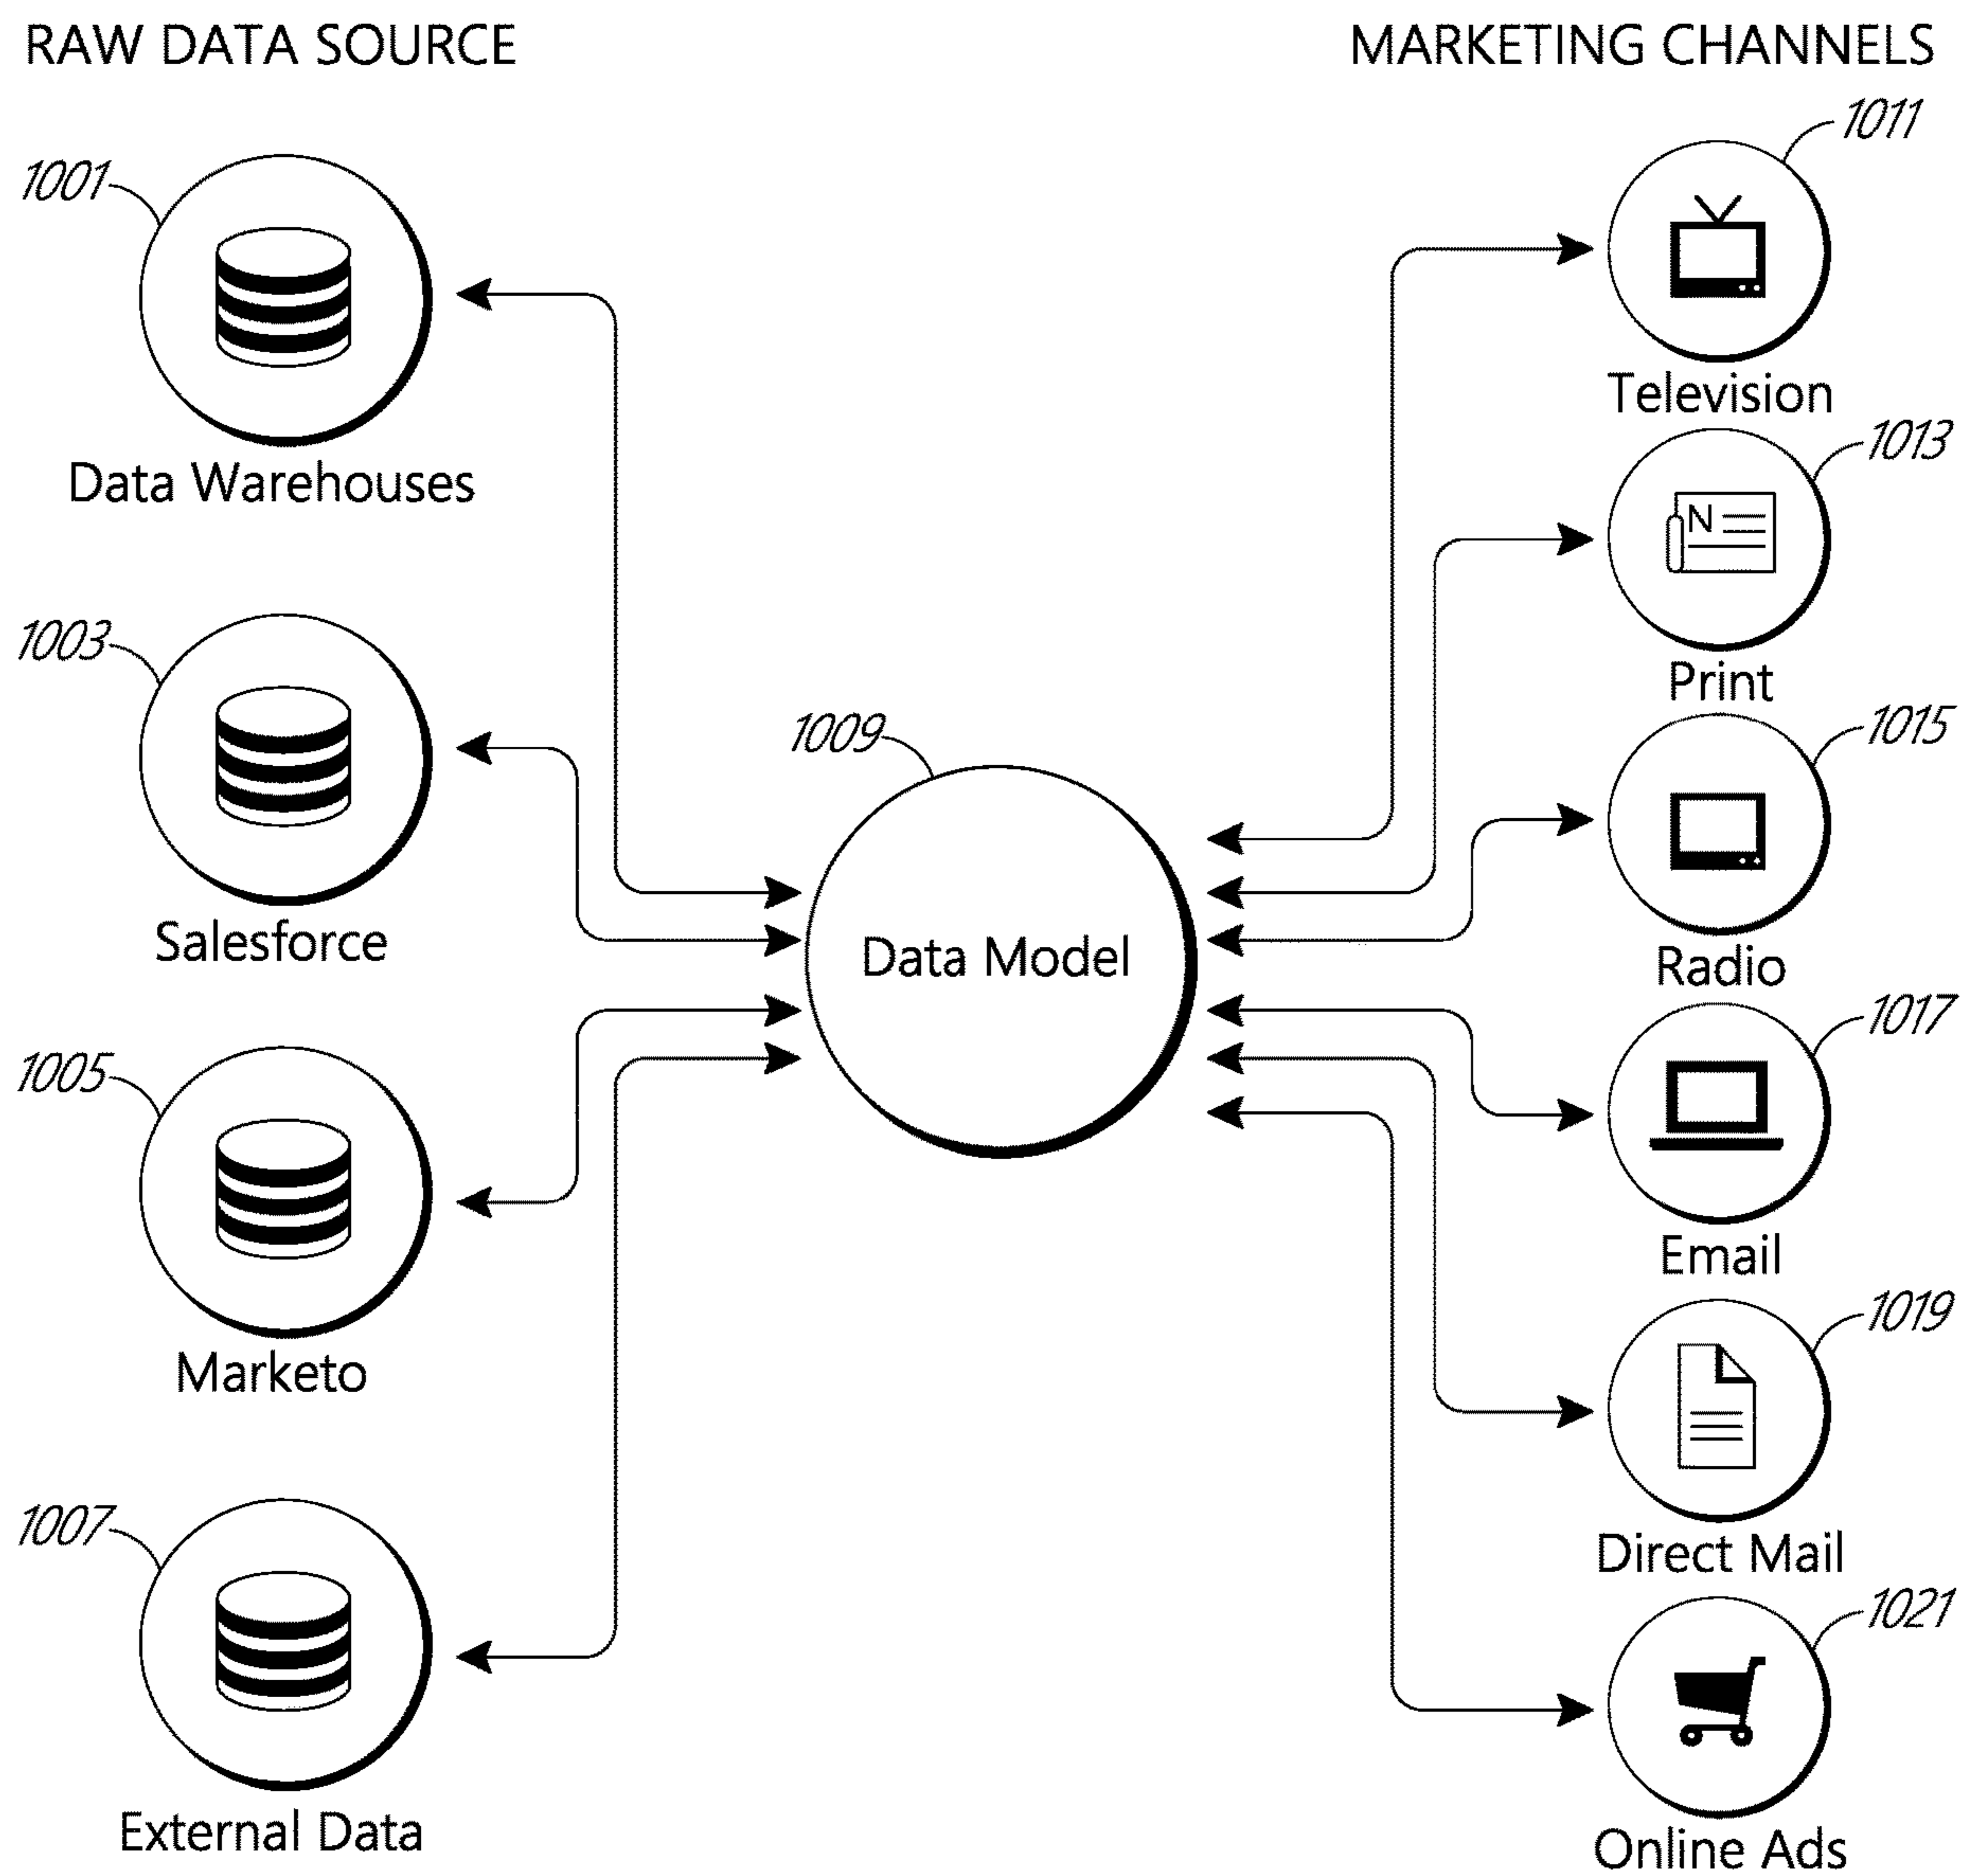 RAW DATA SOURCE
MARKETING CHANNELS
1001
Data Warehouses
1003
Salesforce
1005
Marketo
1007
External Data
1009
Data Model
1011
Television
1013
N
Print
1015
Radio
1017
Email
1019
Direct Mail
1021
Online Ads